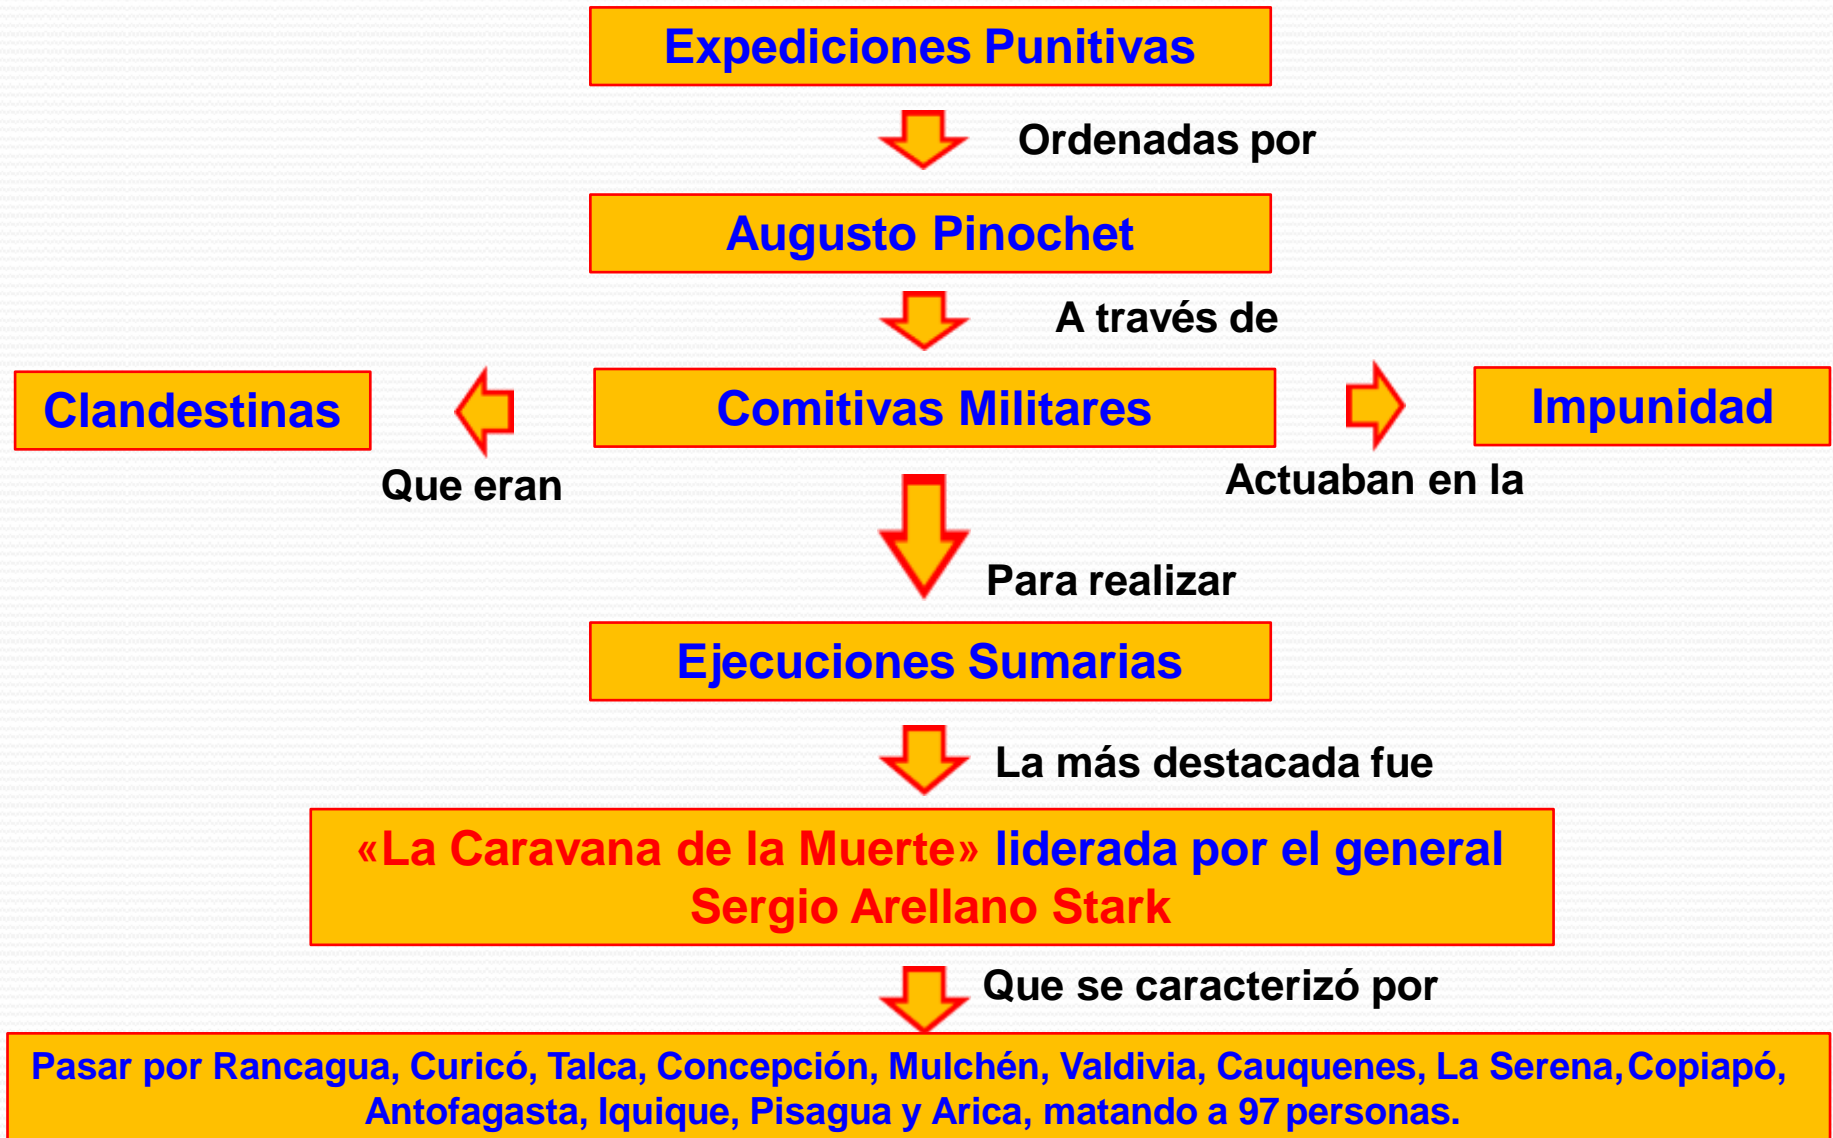 Expediciones Punitivas
Ordenadas por
Augusto Pinochet
A través de
Clandestinas
Comitivas Militares
Impunidad
Que eran
Actuaban en la
Para realizar
Ejecuciones Sumarias
La más destacada fue
«La Caravana de la Muerte» liderada por el general
Sergio Arellano Stark
Que se caracterizó por
Pasar por Rancagua, Curicó, Talca, Concepción, Mulchén, Valdivia, Cauquenes, La Serena, Copiapó,
Antofagasta, Iquique, Pisagua y Arica, matando a 97 personas.